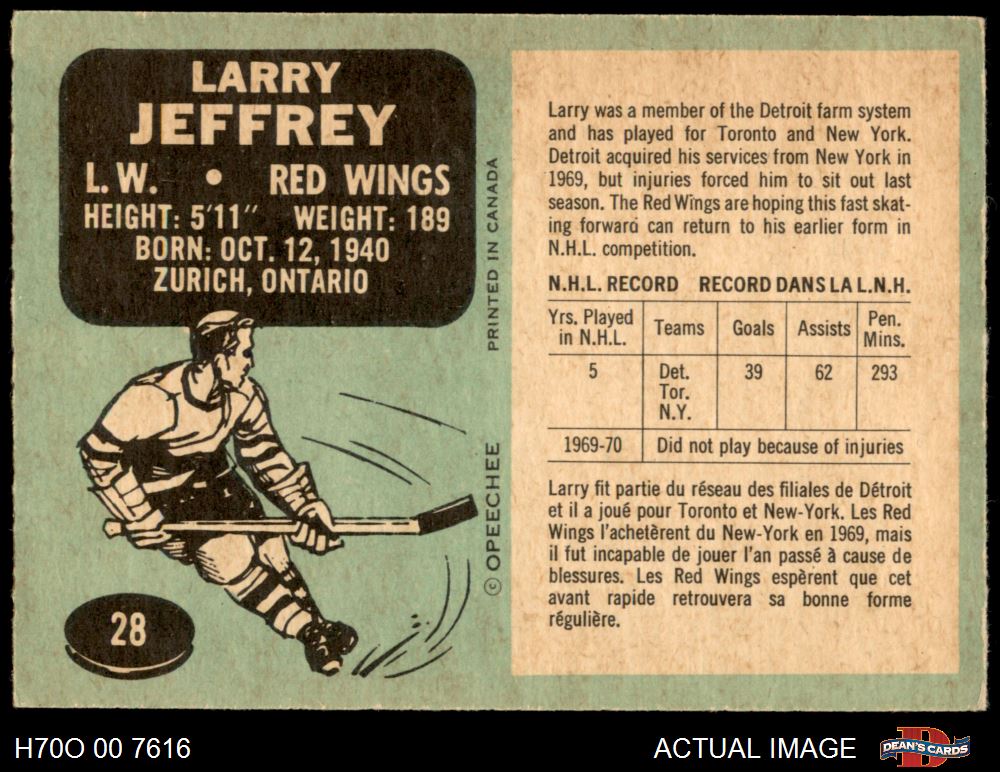 LARRY
JEFFREY
L.W. • RED WINGS
HEIGHT: 5'11" WEIGHT: 189
BORN: OCT. 12, 1940
ZURICH, ONTARIO
28
PRINTED IN CANADA
© OPEECHEE
Larry was a member of the Detroit farm system
and has played for Toronto and New York.
Detroit acquired his services from New York in
1969, but injuries forced him to sit out last
season. The Red Wings are hoping this fast skat-
ing forward can return to his earlier form in
N.H.L. competition.
N.H.L. RECORD RECORD DANS LA L.N.H.
Yrs. Played Teams Goals Assists Pen.
in N.H.L. Mins.
5 Det. 39 62 293
Tor.
N.Y.
1969-70 Did not play because of injuries
Larry fit partie du réseau des filiales de Détroit
et il a joué pour Toronto et New-York. Les Red
Wings l'achetèrent du New-York en 1969, mais
il fut incapable de jouer l'an passé à cause de
blessures. Les Red Wings espèrent que cet
avant rapide retrouvera sa bonne forme
régulière.
H70O 00 7616
ACTUAL IMAGE
D
DEAN'S CARDS